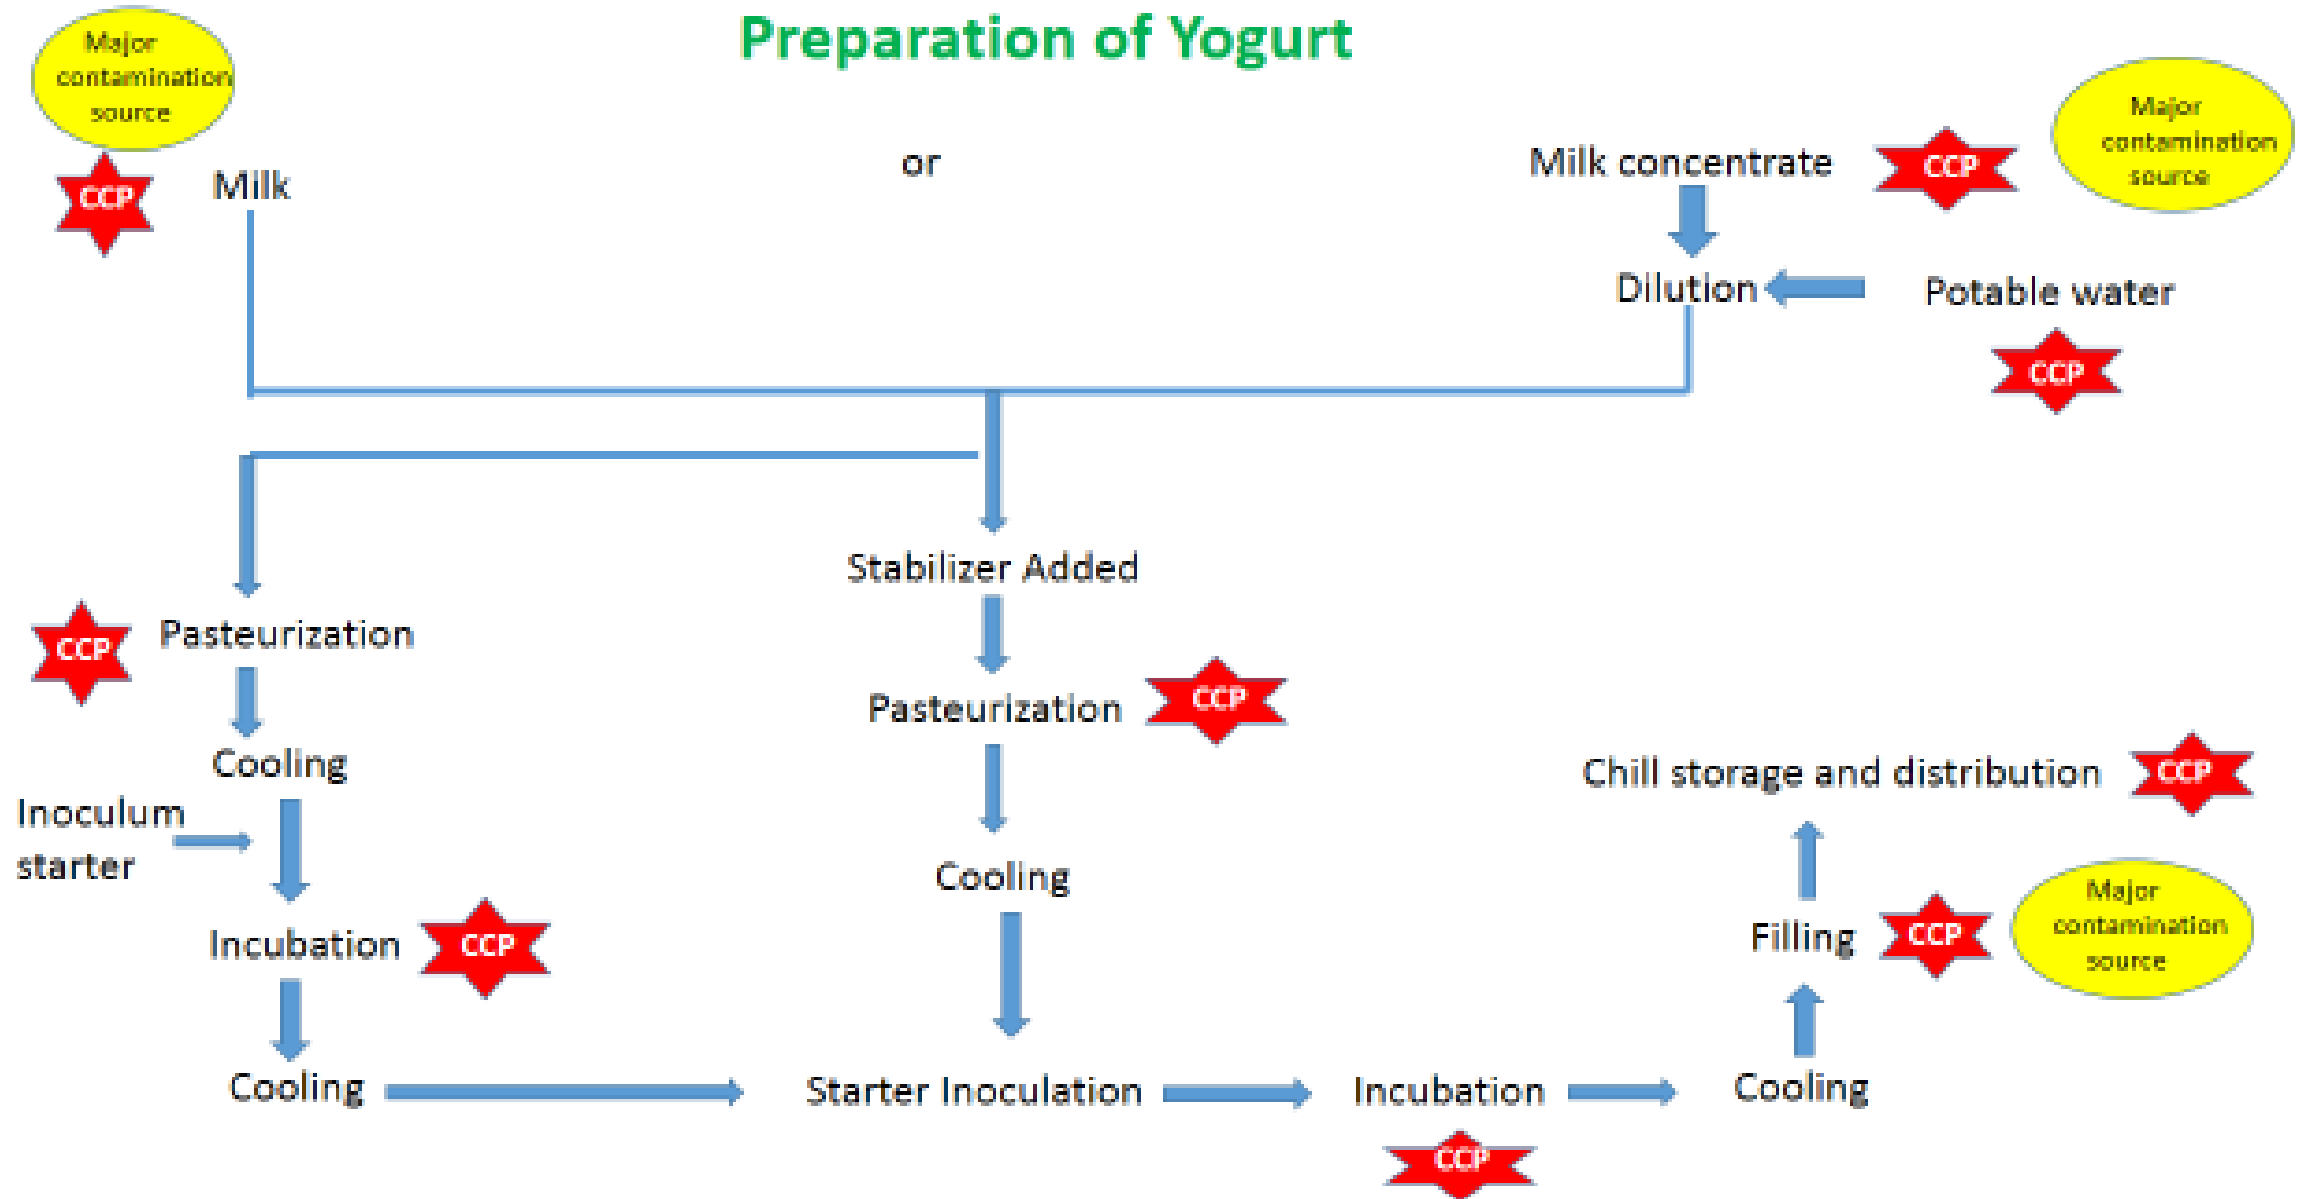 Preparation of Yogurt
Major
contamination
source
CCP
Milk
or
Milk concentrate
CCP
Major
contamination
source
Dilution
Potable water
CCP
Stabilizer Added
CCP
Pasteurization
Pasteurization
CCP
Cooling
Inoculum
starter
Cooling
Incubation
CCP
Cooling
Starter Inoculation
Incubation
CCP
Cooling
Filling
CCP
Major
contamination
source
Chill storage and distribution
CCP